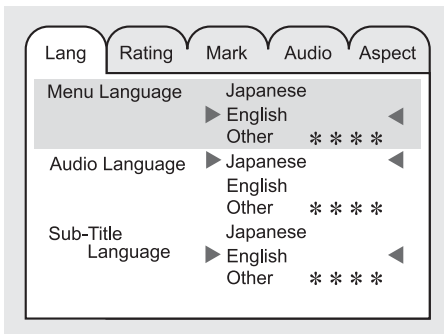 Lang Rating Mark Audio Aspect
Menu Language Japanese
English
Other ＊＊＊＊
Audio Language Japanese
English
Other ＊＊＊＊
Sub-Title Japanese
Language English
Other ＊＊＊＊